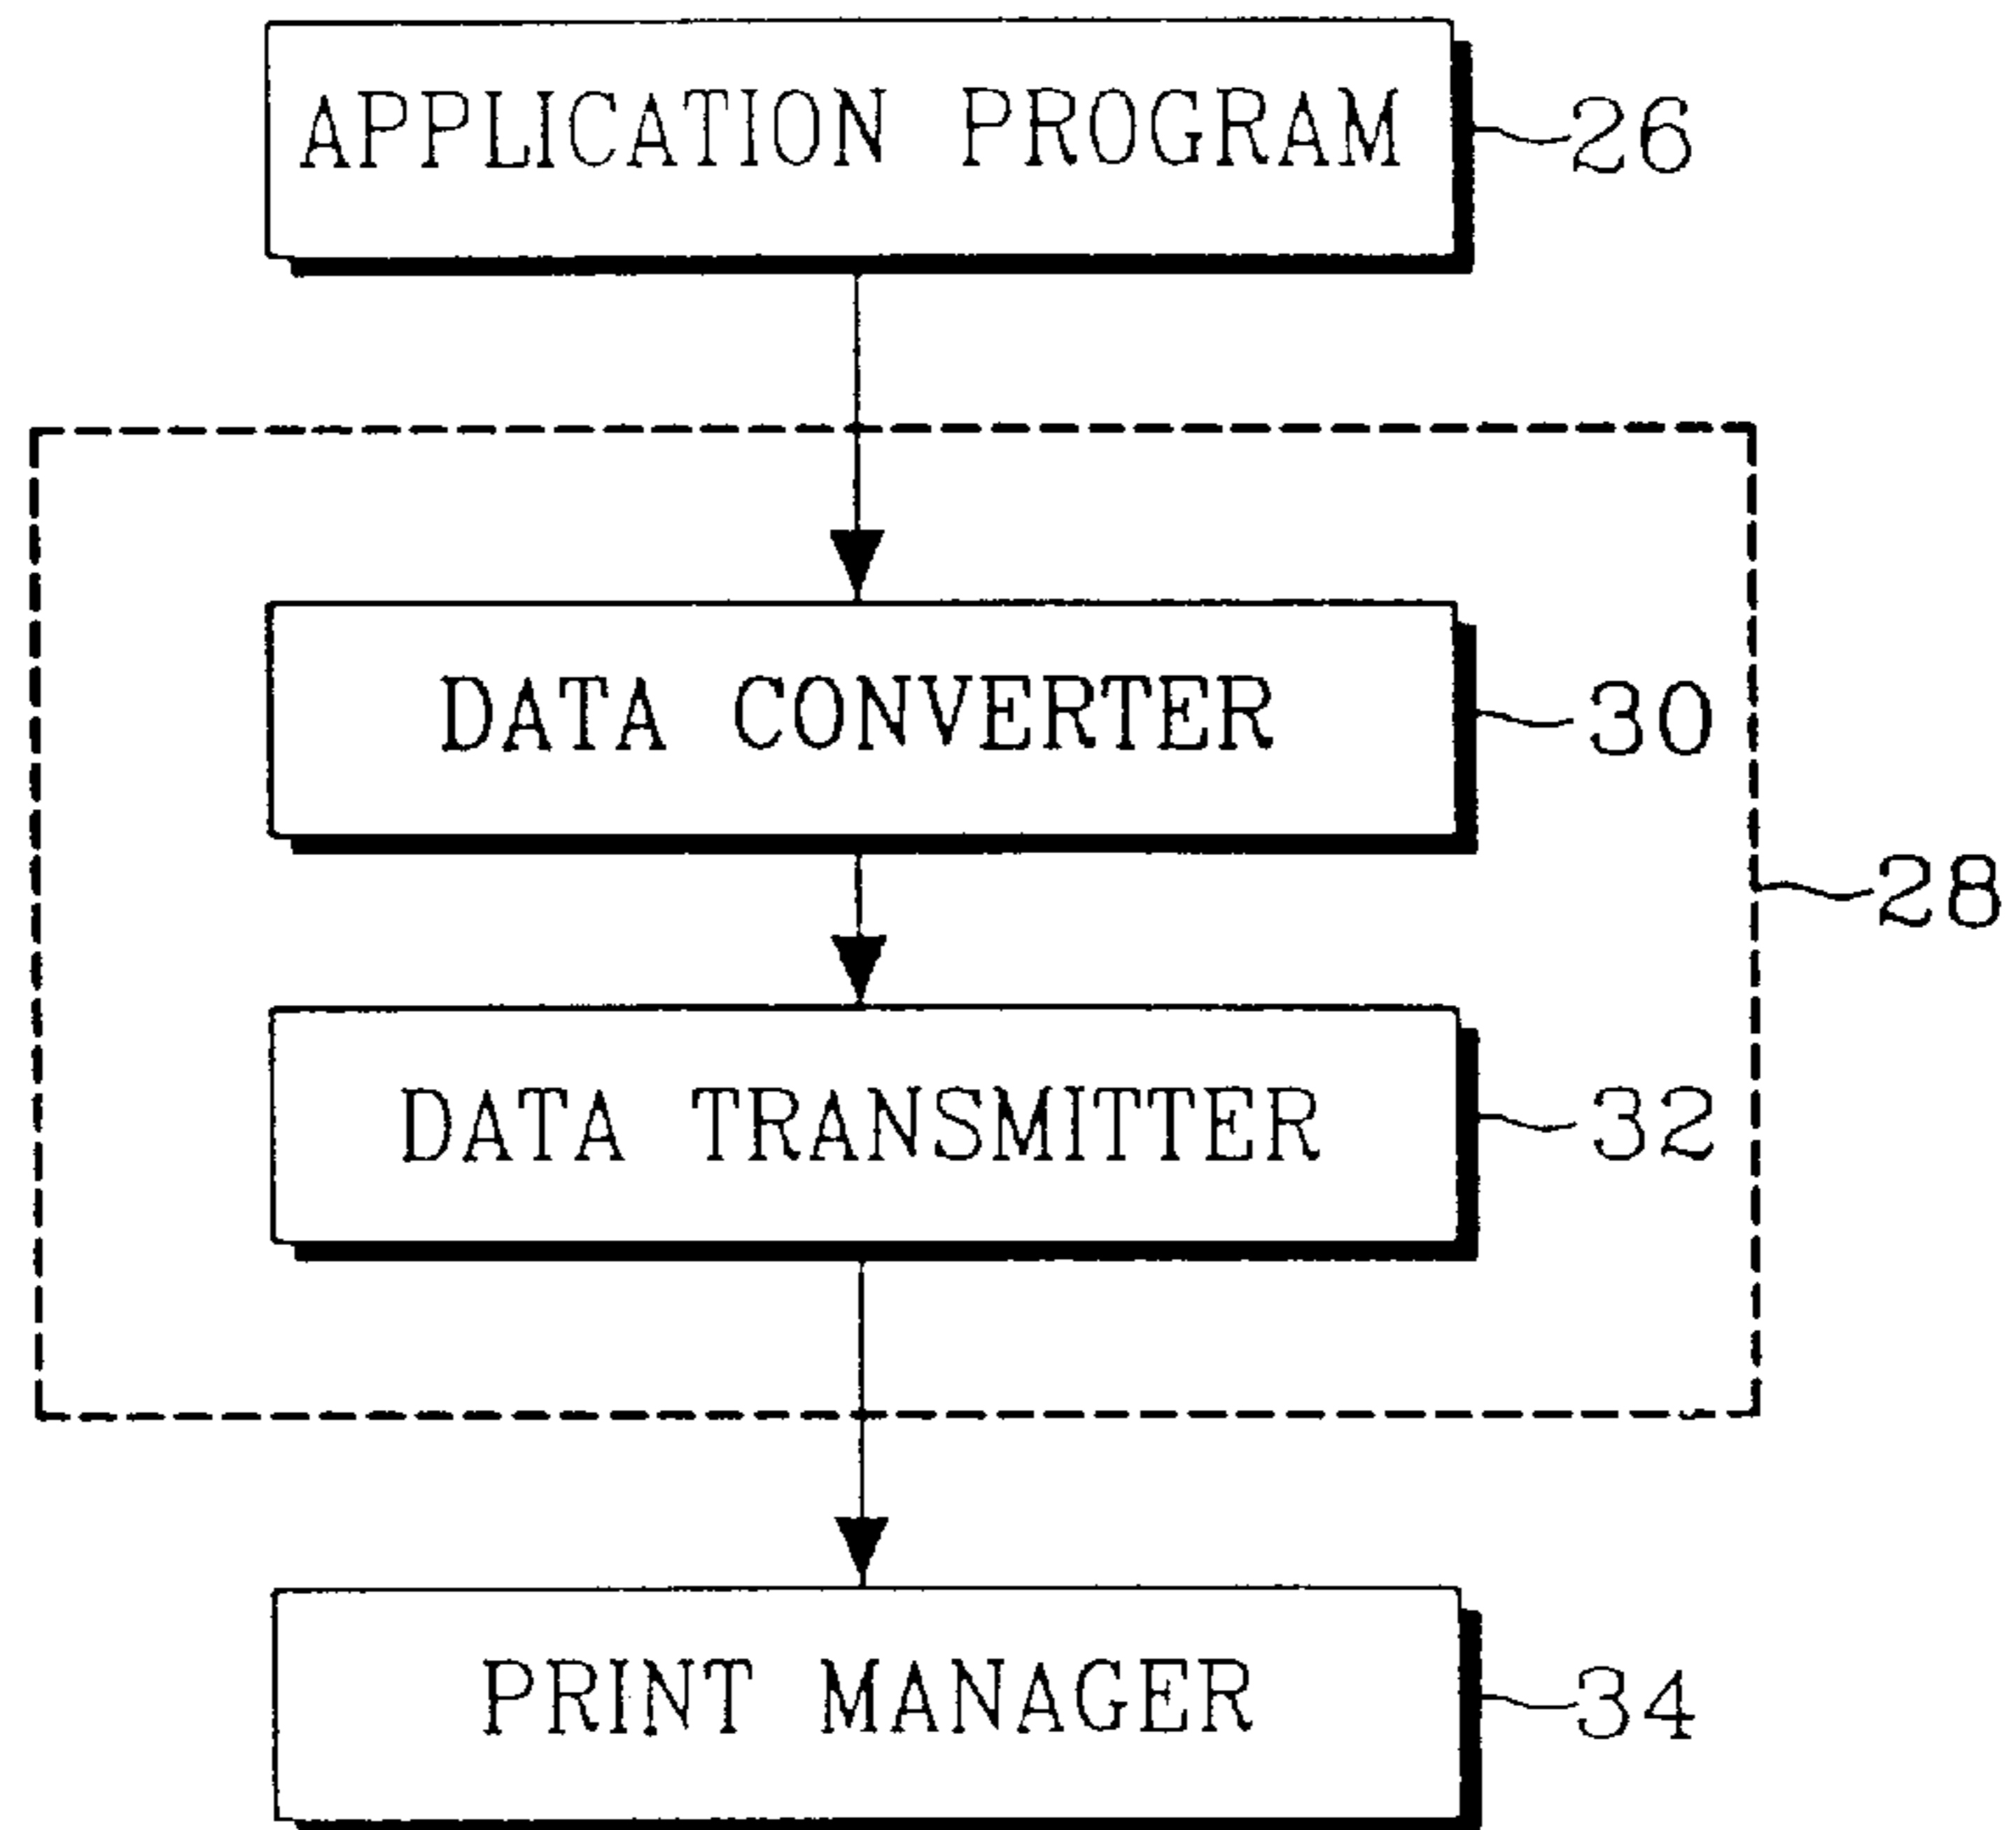 APPLICATION PROGRAM 26
DATA CONVERTER 30
28
DATA TRANSMITTER 32
PRINT MANAGER 34